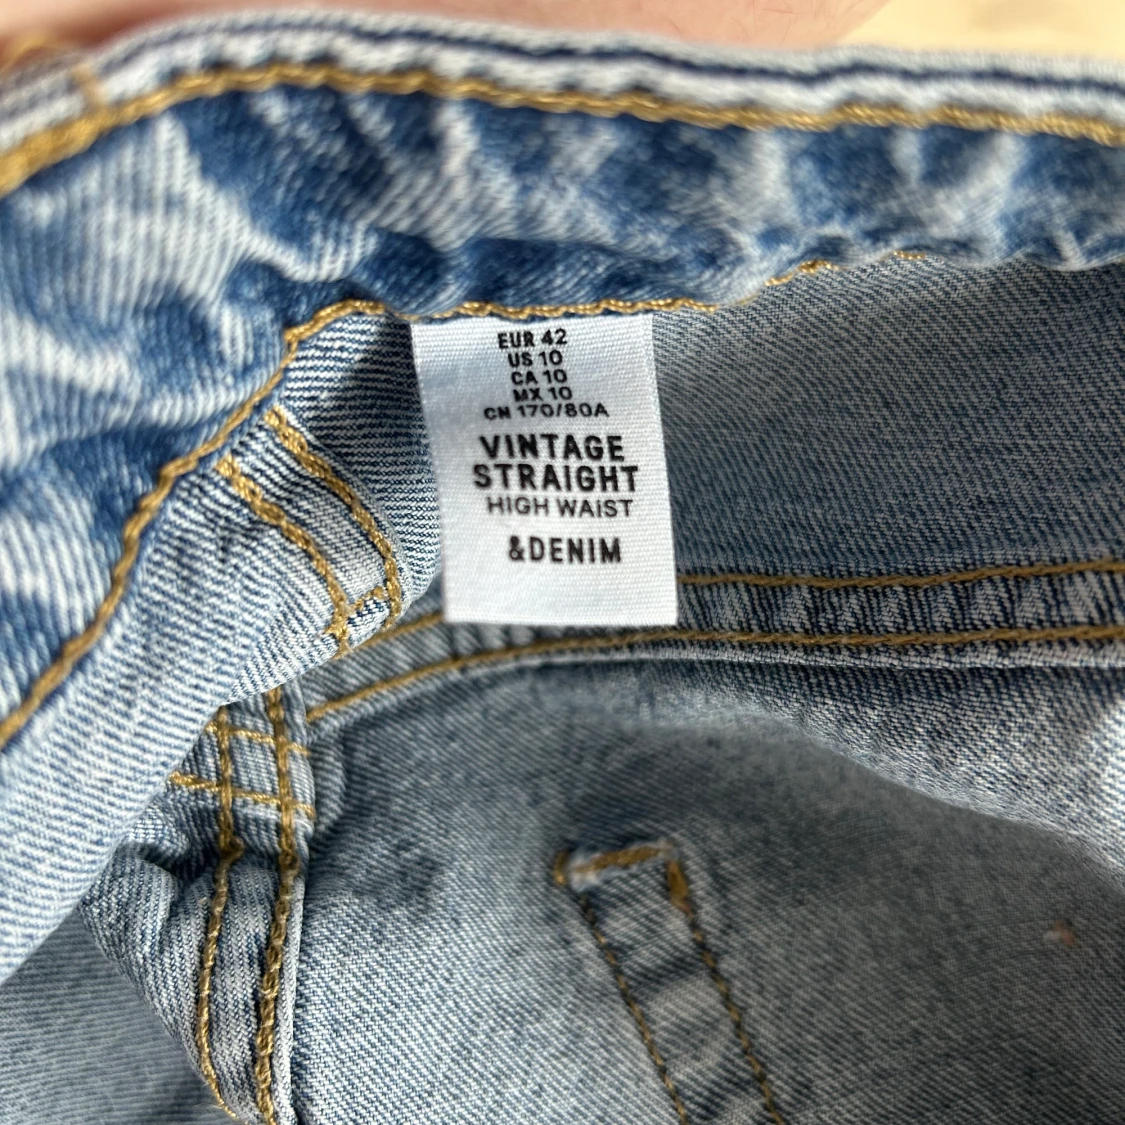 EUR 42
US 10
CA 10
MX 10
CN 170/80A
VINTAGE
STRAIGHT
HIGH WAIST
&DENIM